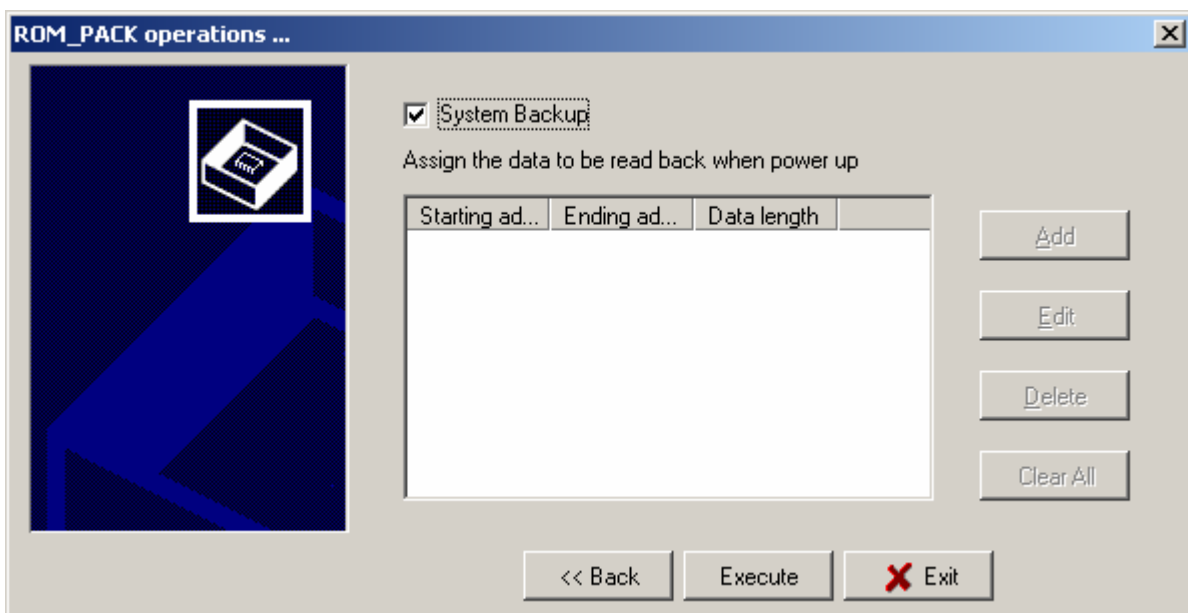 ROM_PACK operations ...
System Backup
Assign the data to be read back when power up
Starting ad... Ending ad... Data length
Add
Edit
Delete
Clear All
<< Back Execute Exit